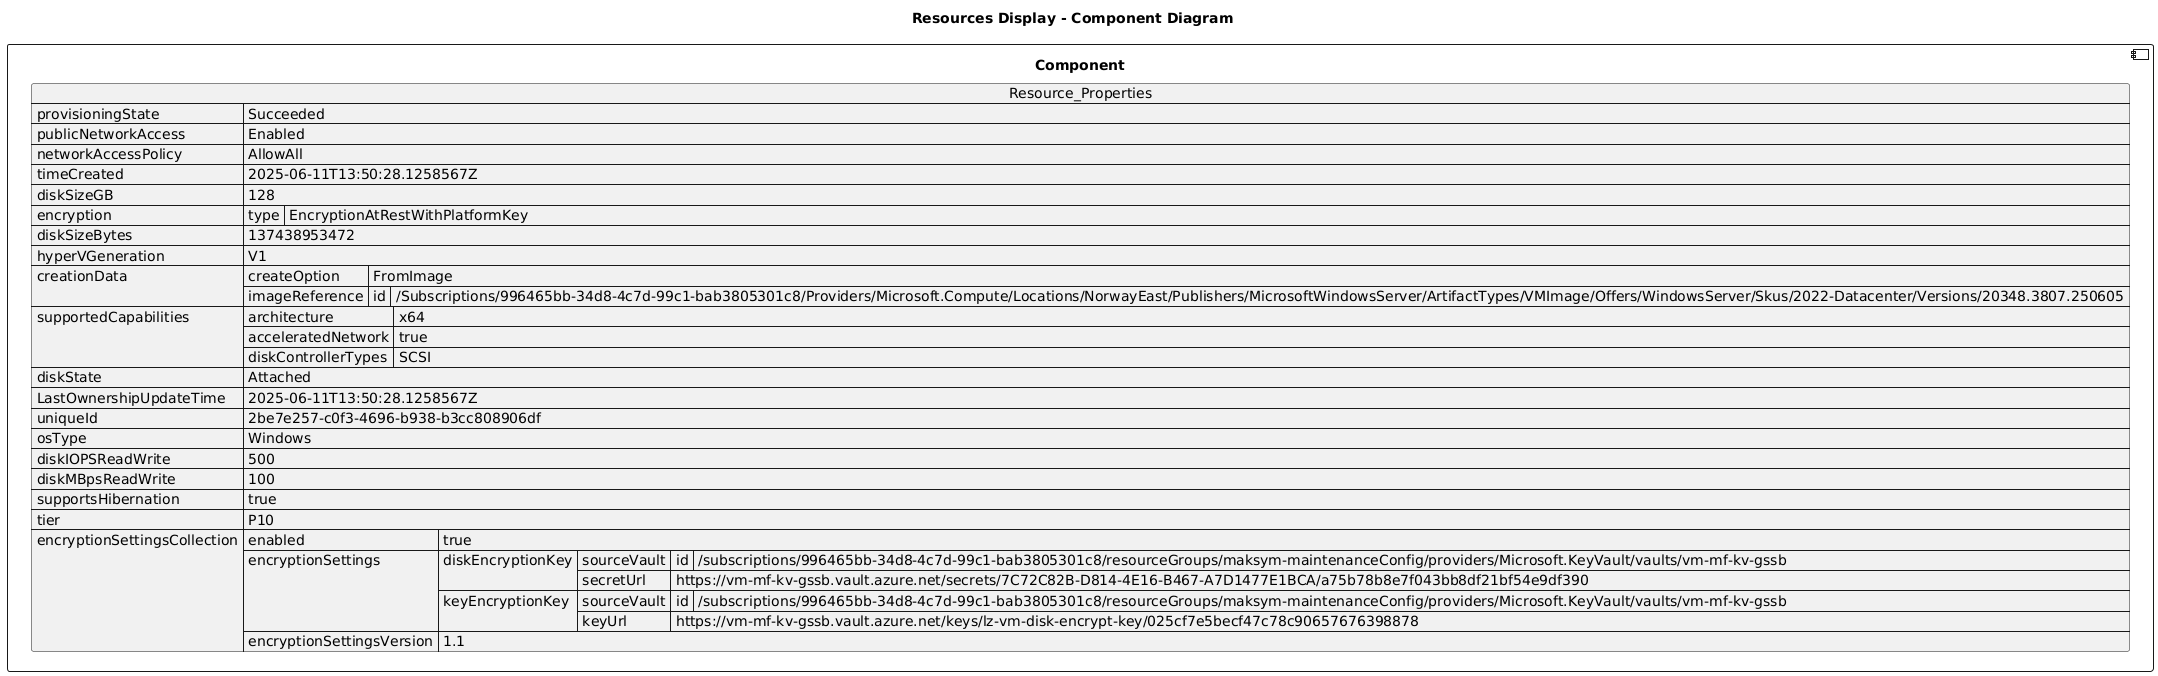 Resources Display - Component Diagram
Component
Resource_Properties
provisioningState Succeeded
publicNetworkAccess Enabled
networkAccessPolicy AllowAll
timeCreated 2025-06-11T13:50:28.1258567Z
diskSizeGB 128
encryption type EncryptionAtRestWithPlatformKey
diskSizeBytes 137438953472
hyperVGeneration V1
creationData createOption FromImage
imageReference id /Subscriptions/996465bb-34d8-4c7d-99c1-bab3805301c8/Providers/Microsoft.Compute/Locations/NorwayEast/Publishers/MicrosoftWindowsServer/ArtifactTypes/VMImage/Offers/WindowsServer/Skus/2022-Datacenter/Versions/20348.3807.250605
supportedCapabilities architecture x64
acceleratedNetwork true
diskControllerTypes SCSI
diskState Attached
LastOwnershipUpdateTime 2025-06-11T13:50:28.1258567Z
uniqueId 2be7e257-c0f3-4696-b938-b3cc808906df
osType Windows
diskIOPSReadWrite 500
diskMBpsReadWrite 100
supportsHibernation true
tier P10
encryptionSettingsCollection enabled true
encryptionSettings diskEncryptionKey sourceVault id /subscriptions/996465bb-34d8-4c7d-99c1-bab3805301c8/resourceGroups/maksym-maintenanceConfig/providers/Microsoft.KeyVault/vaults/vm-mf-kv-gssb
secretUrl https://vm-mf-kv-gssb.vault.azure.net/secrets/7C72C82B-D814-4E16-B467-A7D1477E1BCA/a75b78b8e7f043bb8df21bf54e9df390
keyEncryptionKey sourceVault id /subscriptions/996465bb-34d8-4c7d-99c1-bab3805301c8/resourceGroups/maksym-maintenanceConfig/providers/Microsoft.KeyVault/vaults/vm-mf-kv-gssb
keyUrl https://vm-mf-kv-gssb.vault.azure.net/keys/lz-vm-disk-encrypt-key/025cf7e5becf47c78c90657676398878
encryptionSettingsVersion 1.1